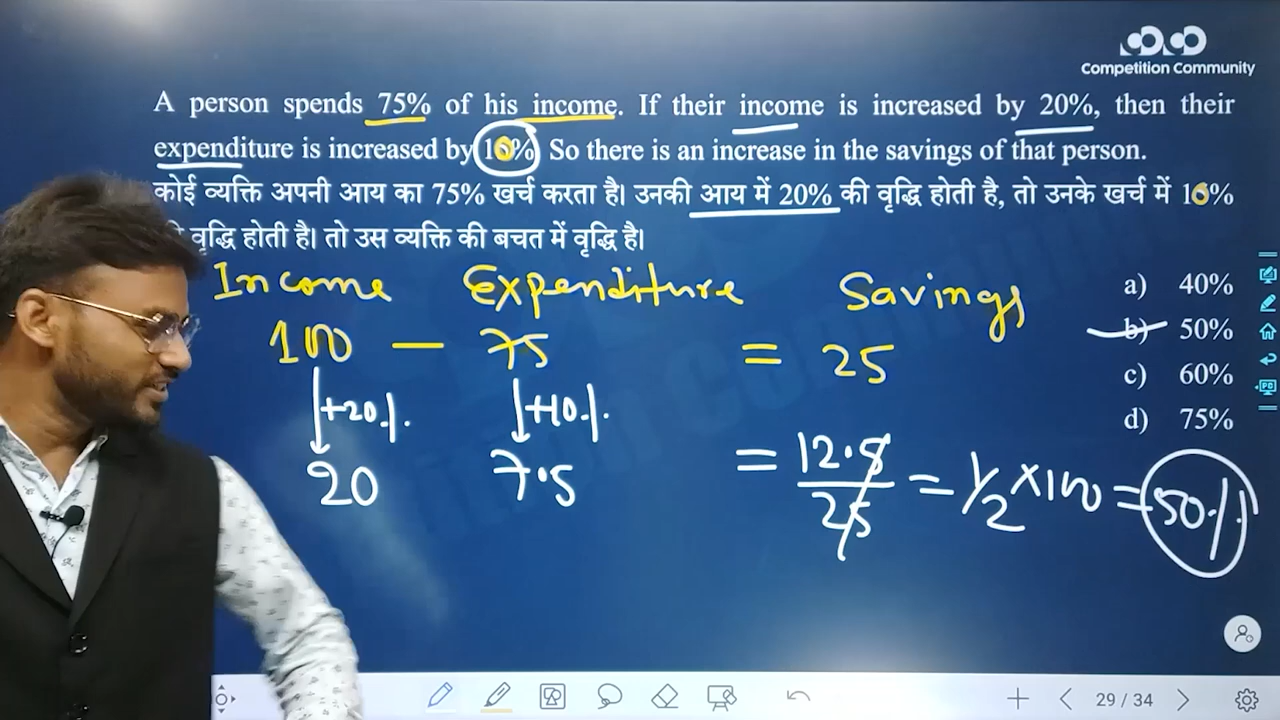 Competition Community
A person spends 75% of his income. If their income is increased by 20%, then their
expenditure is increased by 10% So there is an increase in the savings of that person.
कोई व्यक्ति अपनी आय का 75% खर्च करता है। उनकी आय में 20% की वृद्धि होती है, तो उनके खर्च में 10%
वृद्धि होती है। तो उस व्यक्ति की बचत में वृद्धि है।
Income Expenditure Savings
a) 40%
100 — 75 = 25
b) 50%
c) 60%
+20% +10%
d) 75%
20 7.5 = 12.5/25 = 1/2 × 100 = 50%
29 / 34